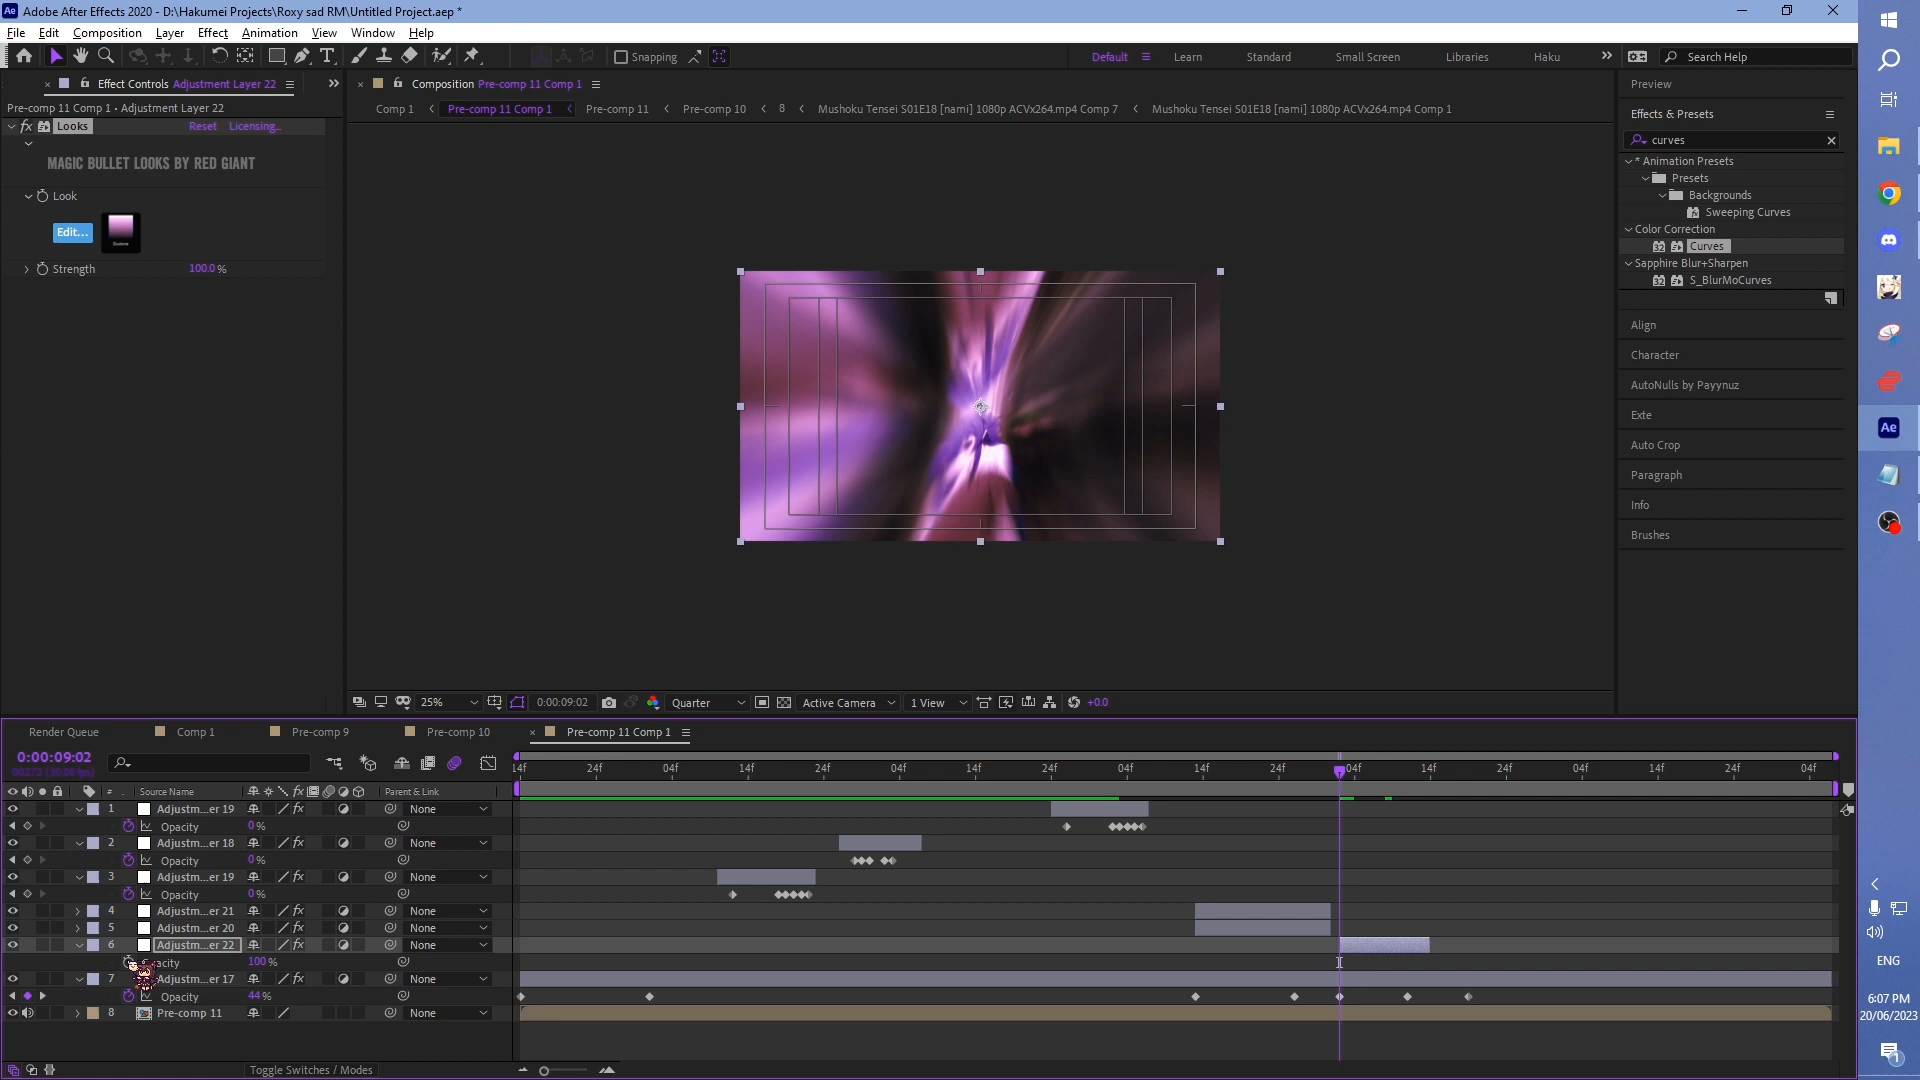 Adobe After Effects 2020 - D:\Hakumei Projects\Roxy sad RM\Untitled Project.aep *
File Edit Composition Layer Effect Animation View Window Help
Snapping Default Learn Standard Small Screen Libraries Haku Search Help
Effect Controls Adjustment Layer 22
Composition Pre-comp 11 Comp 1
Preview
Pre-comp 11 Comp 1 • Adjustment Layer 22
Comp 1 Pre-comp 11 Comp 1 Pre-comp 11 Pre-comp 10 8 Mushoku Tensei S01E18 [nami] 1080p ACVx264.mp4 Comp 7 Mushoku Tensei S01E18 [nami] 1080p ACVx264.mp4 Comp 1
Effects & Presets
fx Looks Reset Licensing...
curves
MAGIC BULLET LOOKS BY RED GIANT
* Animation Presets
Presets
Look
Backgrounds
Sweeping Curves
Edit...
Color Correction
32 Curves
Strength 100.0 %
Sapphire Blur+Sharpen
32 S_BlurMoCurves
Align
Character
AutoNulls by Payynuz
Exte
Auto Crop
Paragraph
Info
Brushes
25% 0:00:09:02 Quarter Active Camera 1 View +0.0
Render Queue Comp 1 Pre-comp 9 Pre-comp 10 Pre-comp 11 Comp 1
0:00:09:02
14f 24f 04f 14f 24f 04f 14f 24f 04f 14f 24f 04f 14f 24f 04f 14f 24f 04f
# Source Name fx Parent & Link
1 Adjustm...er 19 fx None
Opacity 0 %
2 Adjustm...er 18 fx None
Opacity 0 %
3 Adjustm...er 19 fx None
Opacity 0 %
4 Adjustm...er 21 fx None
5 Adjustm...er 20 fx None
6 Adjustm...er 22 fx None
acity 100 %
7 Adjustm...er 17 fx None
Opacity 44 %
8 Pre-comp 11 None
Toggle Switches / Modes
Ae
ENG
6:07 PM
20/06/2023
1